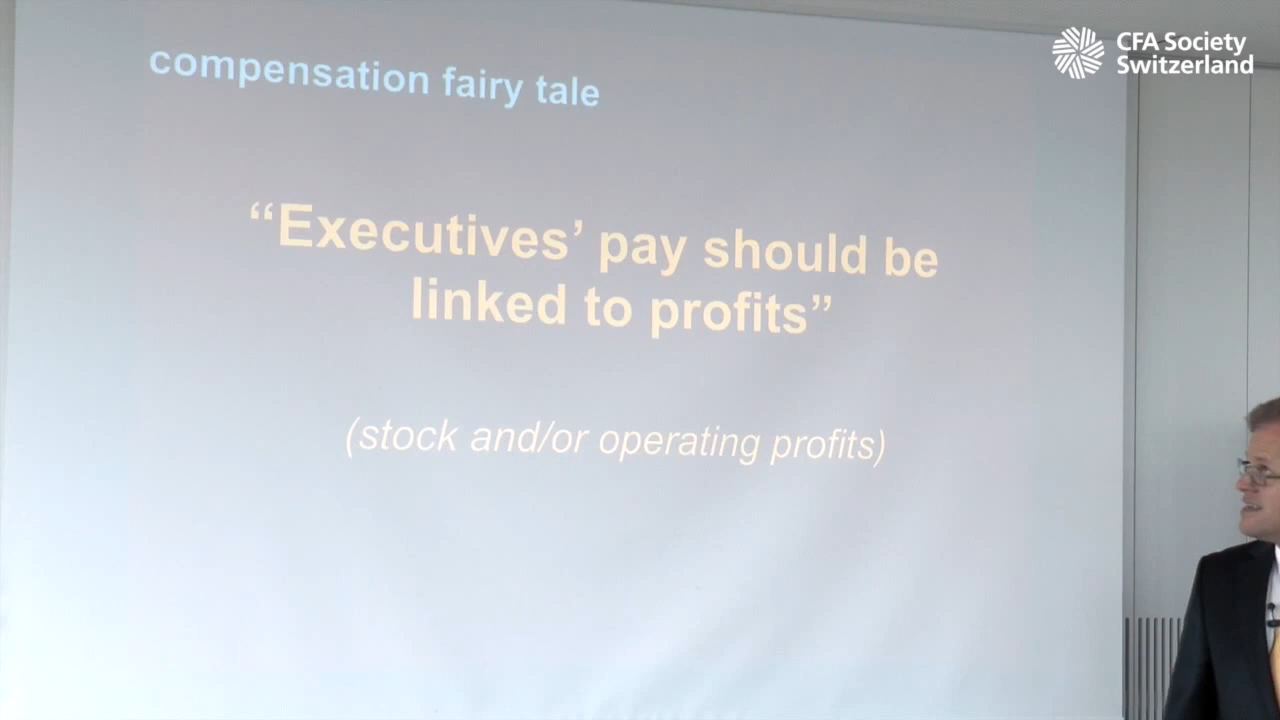 CFA Society
Switzerland
compensation fairy tale
“Executives’ pay should be
linked to profits”
(stock and/or operating profits)